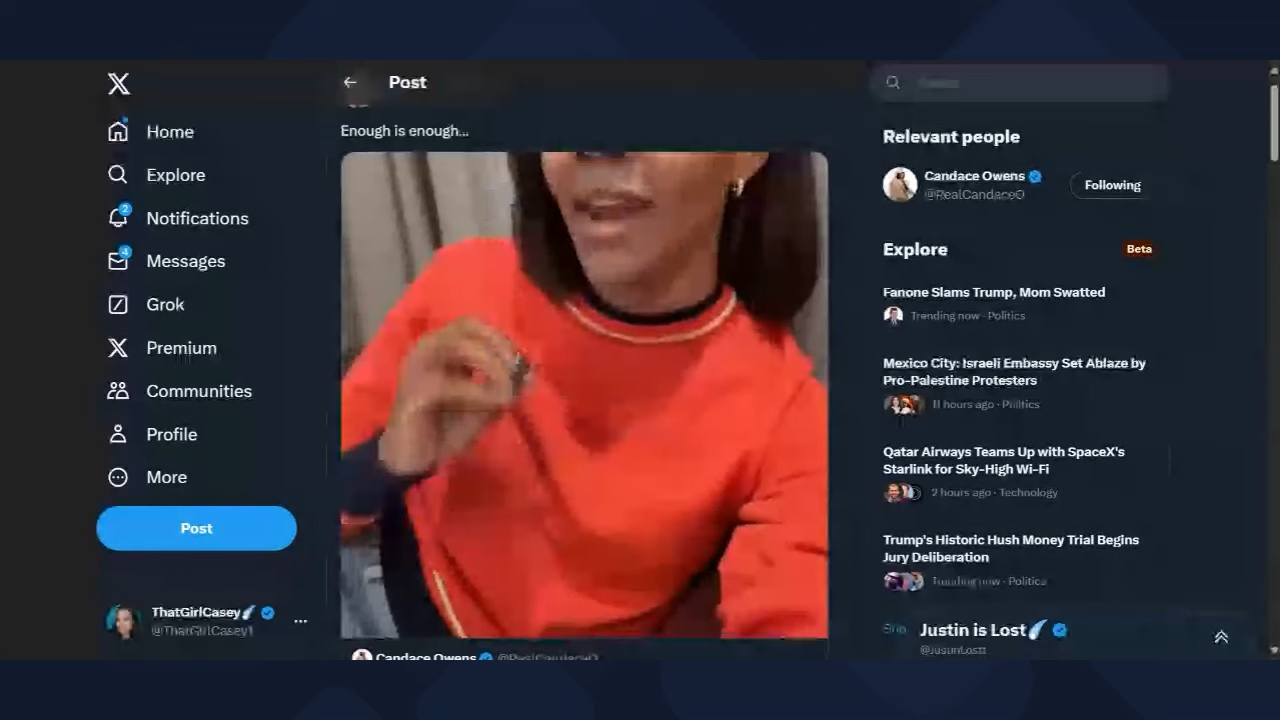 Post
Home
Explore
Notifications
2
Messages
4
Grok
Premium
Communities
Profile
More
Post
ThatGirlCasey
@ThatGirlCasey1
Enough is enough...
Candace Owens @RealCandaceO
Relevant people
Candace Owens
@RealCandaceO
Following
Explore
Beta
Fanone Slams Trump, Mom Swatted
Trending now · Politics
Mexico City: Israeli Embassy Set Ablaze by
Pro-Palestine Protesters
11 hours ago · Politics
Qatar Airways Teams Up with SpaceX's
Starlink for Sky-High Wi-Fi
2 hours ago · Technology
Trump's Historic Hush Money Trial Begins
Jury Deliberation
Trending now · Politics
Justin is Lost